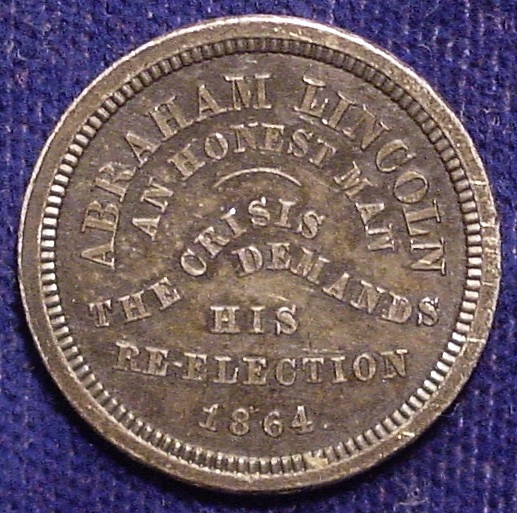 ABRAHAM LINCOLN
AN HONEST MAN
THE CRISIS DEMANDS
HIS
RE-ELECTION
1864.